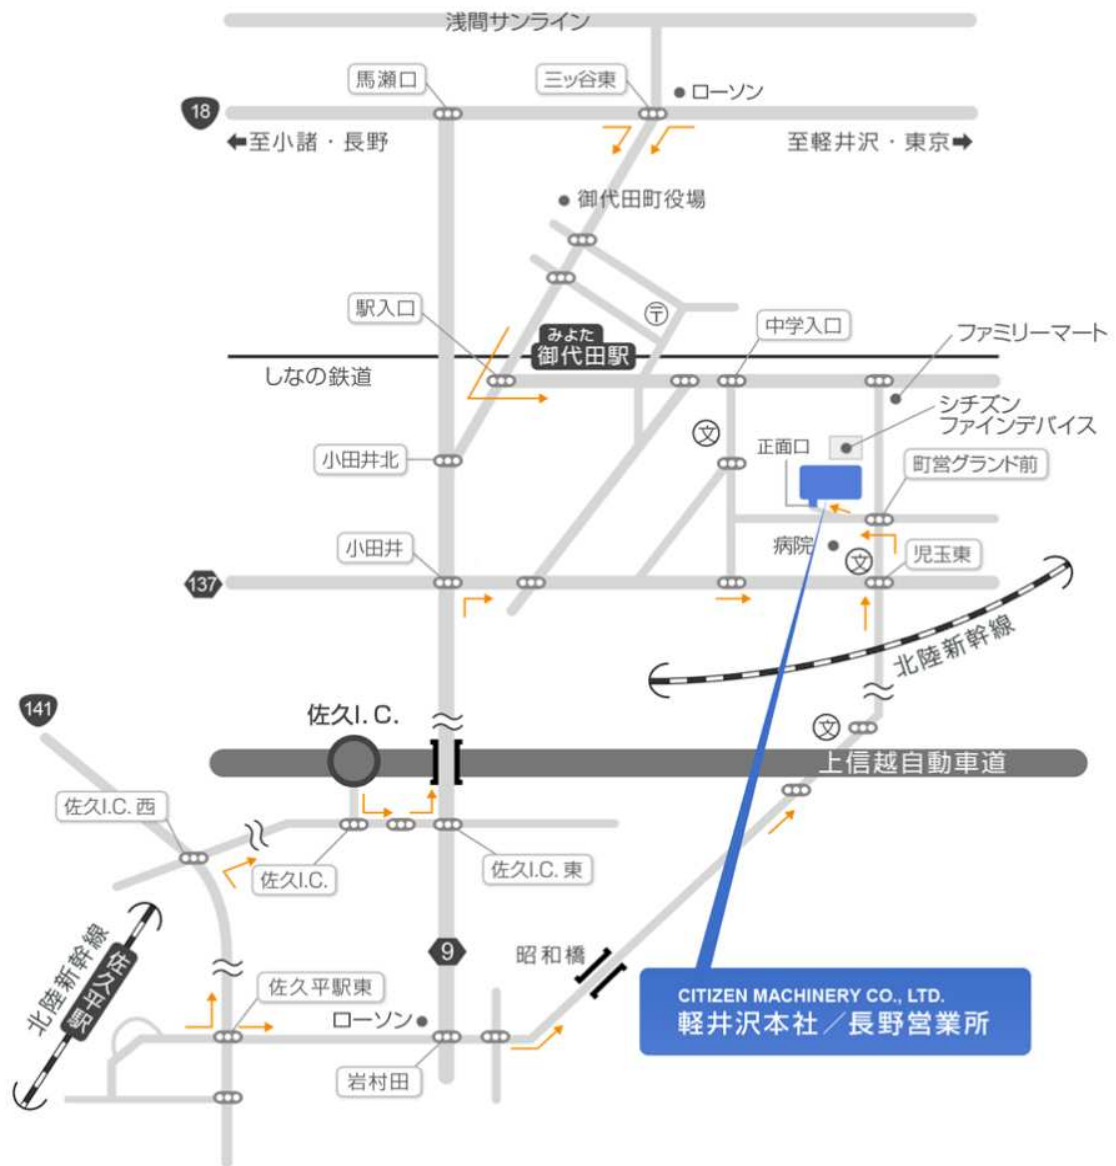 浅間サンライン
馬瀬口
三ッ谷東
ローソン
18
←至小諸・長野
至軽井沢・東京→
御代田町役場
駅入口
〒
みよた
御代田駅
中学入口
ファミリーマート
しなの鉄道
シチズン
ファインデバイス
文
正面口
小田井北
町営グランド前
小田井
病院
文
児玉東
137
北陸新幹線
141
佐久I.C.
文
上信越自動車道
佐久I.C. 西
佐久I.C.
佐久I.C. 東
北陸新幹線
佐久平駅
9
昭和橋
佐久平駅東
ローソン
岩村田
CITIZEN MACHINERY CO., LTD.
軽井沢本社／長野営業所